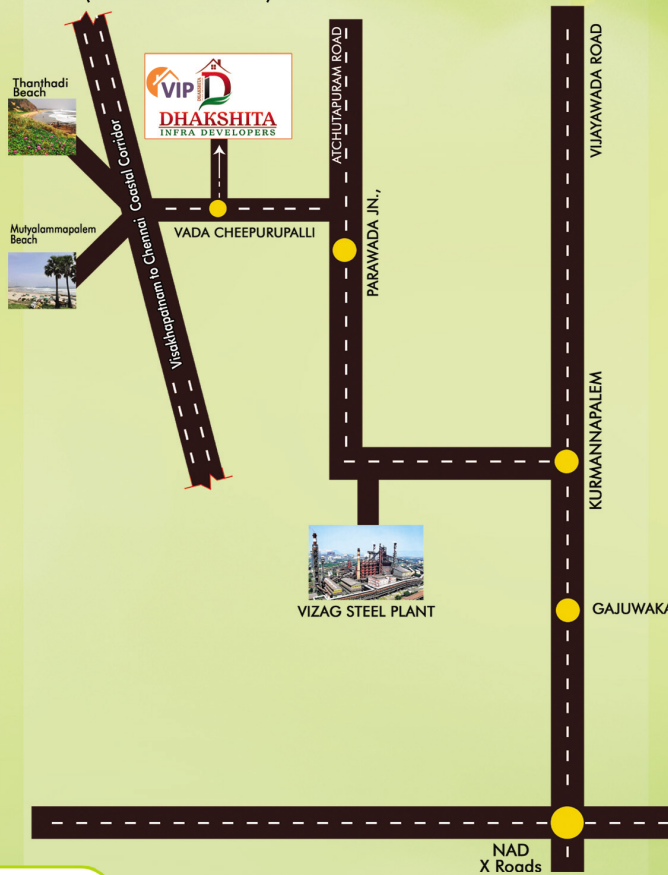 Thanthadi
Beach
VIP
DHAKSHITA
DHAKSHITA
INFRA DEVELOPERS
ATCHUTAPURAM ROAD
VIJAYAWADA ROAD
Visakhapatnam to Chennai Coastal Corridor
Mutyalammapalem
Beach
VADA CHEEPURUPALLI
PARAWADA JN.,
KURMANNAPALEM
VIZAG STEEL PLANT
GAJUWAKA
NAD
X Roads